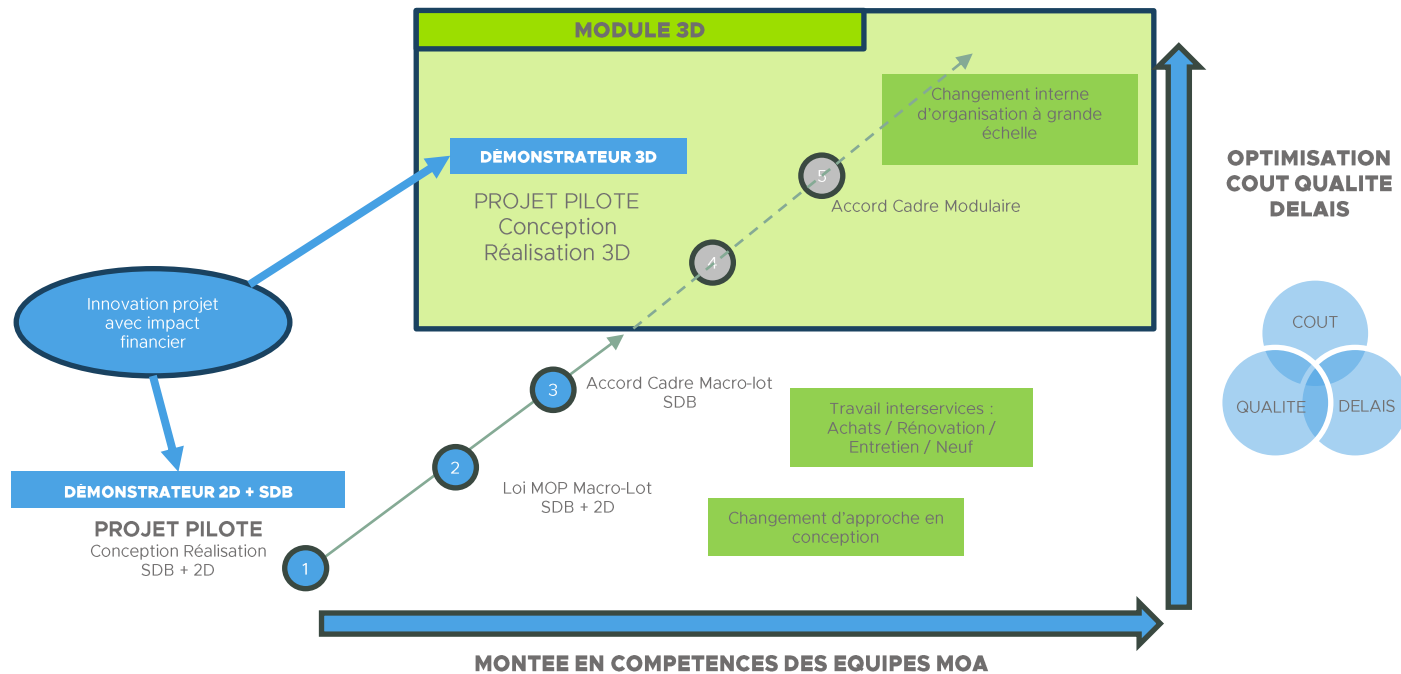 MODULE 3D
Changement interne
d'organisation à grande
échelle
DÉMONSTRATEUR 3D
PROJET PILOTE
Conception
Réalisation 3D
5
Accord Cadre Modulaire
4
OPTIMISATION
COUT QUALITE
DELAIS
Innovation projet
avec impact
financier
COUT
QUALITE
DELAIS
3
Accord Cadre Macro-lot
SDB
Travail interservices :
Achats / Rénovation /
Entretien / Neuf
2
Loi MOP Macro-Lot
SDB + 2D
DÉMONSTRATEUR 2D + SDB
PROJET PILOTE
Conception Réalisation
SDB + 2D
1
Changement d'approche en
conception
MONTEE EN COMPETENCES DES EQUIPES MOA